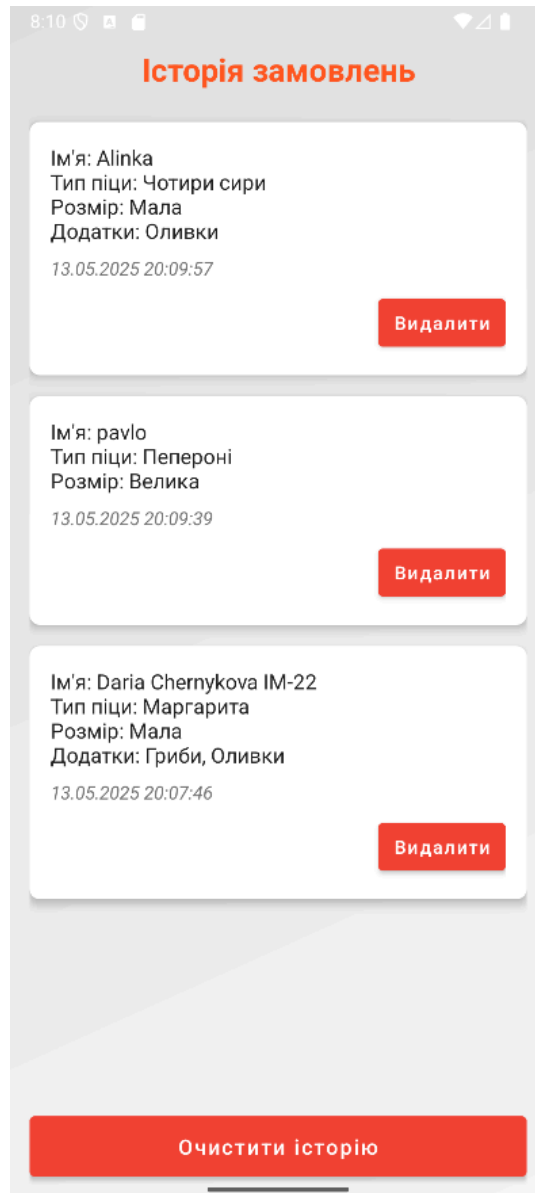 8:10
Історія замовлень
Ім'я: Alinka
Тип піци: Чотири сири
Розмір: Мала
Додатки: Оливки
13.05.2025 20:09:57
Видалити
Ім'я: pavlo
Тип піци: Пепероні
Розмір: Велика
13.05.2025 20:09:39
Видалити
Ім'я: Daria Chernykova IM-22
Тип піци: Маргарита
Розмір: Мала
Додатки: Гриби, Оливки
13.05.2025 20:07:46
Видалити
Очистити історію